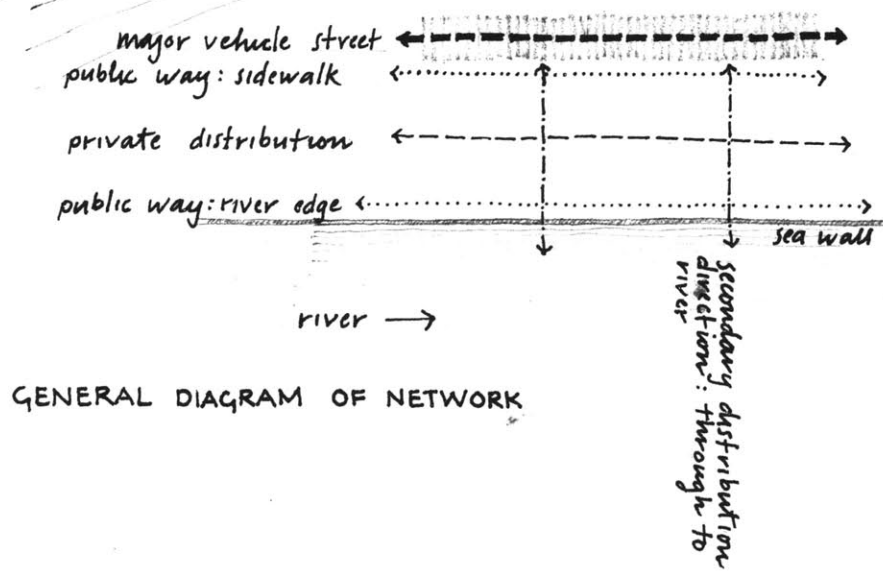 major vehicle street
public way: sidewalk
private distribution
public way: river edge
sea wall
river
secondary distribution
direction: through to
river
GENERAL DIAGRAM OF NETWORK